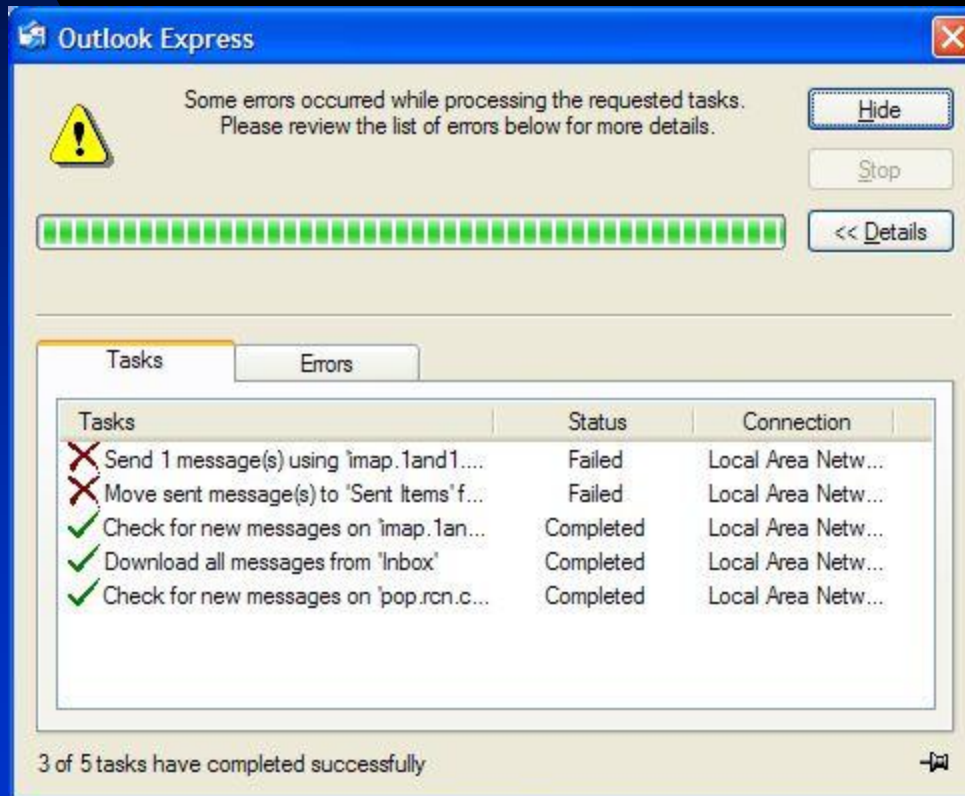 Outlook Express
Some errors occurred while processing the requested tasks.
Please review the list of errors below for more details.
Hide
Stop
<< Details
Tasks Errors
Tasks Status Connection
Send 1 message(s) using 'imap.1and1.... Failed Local Area Netw...
Move sent message(s) to 'Sent Items' f... Failed Local Area Netw...
Check for new messages on 'imap.1an... Completed Local Area Netw...
Download all messages from 'Inbox' Completed Local Area Netw...
Check for new messages on 'pop.rcn.c... Completed Local Area Netw...
3 of 5 tasks have completed successfully